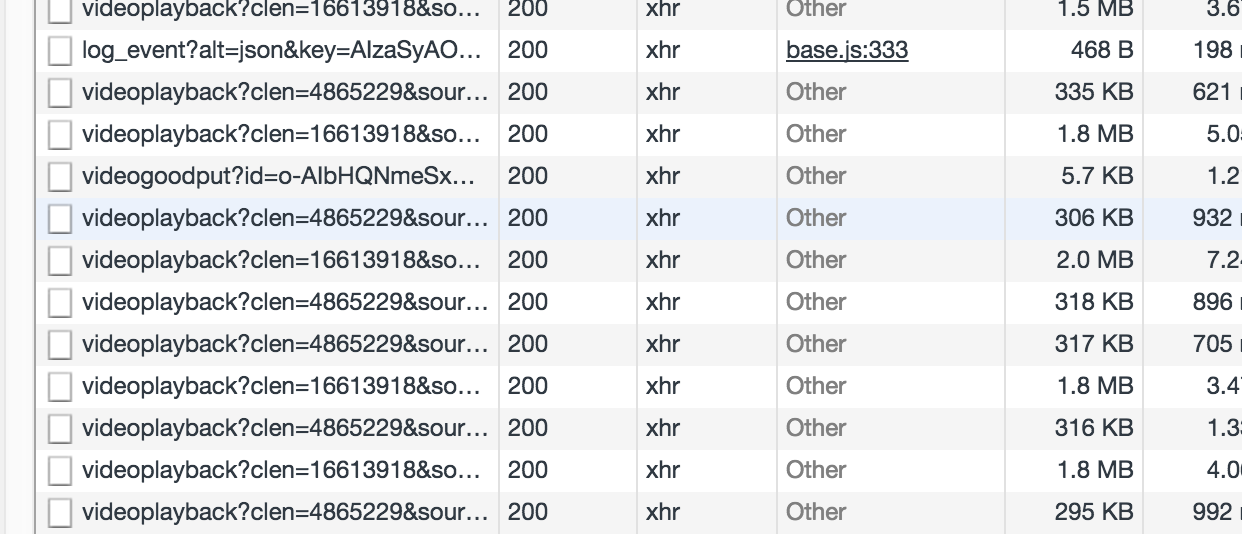 videoplayback?clen=16613918&so... 200 xhr Other 1.5 MB 3.6
log_event?alt=json&key=AIzaSyAO... 200 xhr base.js:333 468 B 198
videoplayback?clen=4865229&sour... 200 xhr Other 335 KB 621
videoplayback?clen=16613918&so... 200 xhr Other 1.8 MB 5.0
videogoodput?id=o-AIbHQNmeSx... 200 xhr Other 5.7 KB 1.2
videoplayback?clen=4865229&sour... 200 xhr Other 306 KB 932
videoplayback?clen=16613918&so... 200 xhr Other 2.0 MB 7.2
videoplayback?clen=4865229&sour... 200 xhr Other 318 KB 896
videoplayback?clen=4865229&sour... 200 xhr Other 317 KB 705
videoplayback?clen=16613918&so... 200 xhr Other 1.8 MB 3.4
videoplayback?clen=4865229&sour... 200 xhr Other 316 KB 1.3
videoplayback?clen=16613918&so... 200 xhr Other 1.8 MB 4.0
videoplayback?clen=4865229&sour... 200 xhr Other 295 KB 992